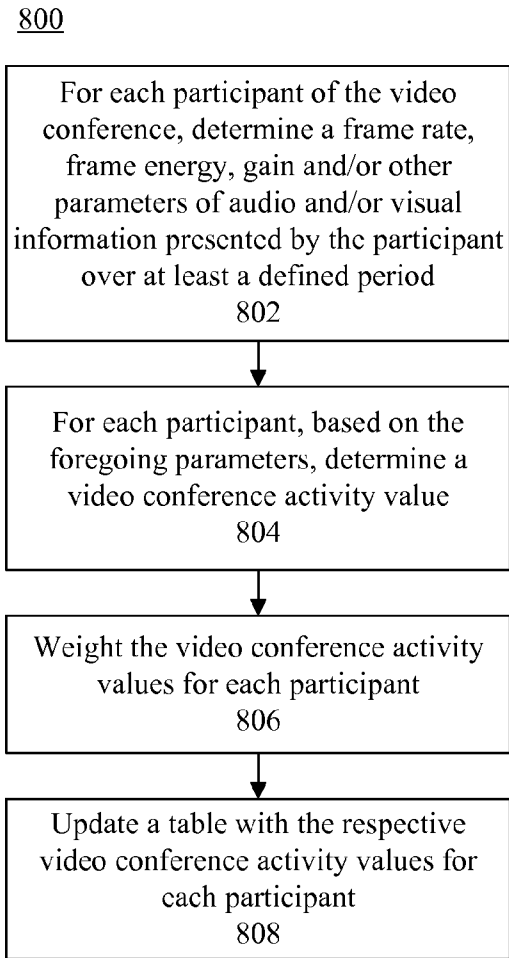 800
For each participant of the video
conference, determine a frame rate,
frame energy, gain and/or other
parameters of audio and/or visual
information presented by the participant
over at least a defined period
802
For each participant, based on the
foregoing parameters, determine a
video conference activity value
804
Weight the video conference activity
values for each participant
806
Update a table with the respective
video conference activity values for
each participant
808